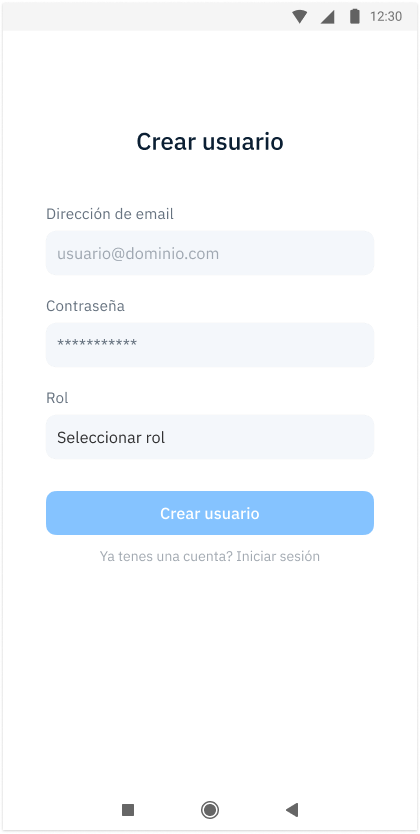 12:30
Crear usuario
Dirección de email
usuario@dominio.com
Contraseña
***********
Rol
Seleccionar rol
Crear usuario
Ya tenes una cuenta? Iniciar sesión